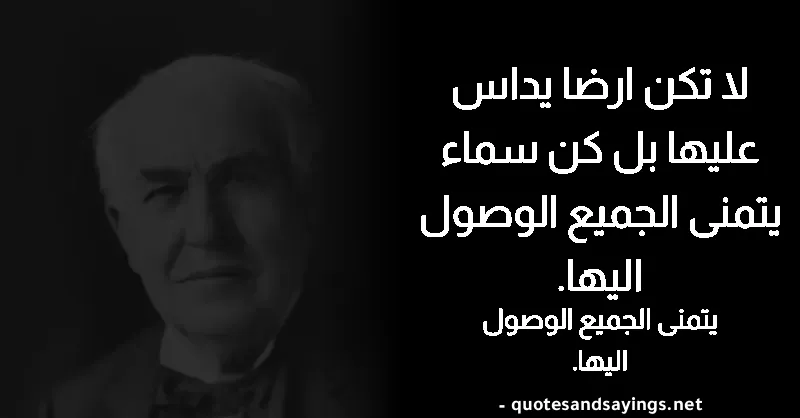 لا تكن ارضا يداس
عليها بل كن سماء
يتمنى الجميع الوصول
اليها.
يتمنى الجميع الوصول
اليها.
- quotesandsayings.net